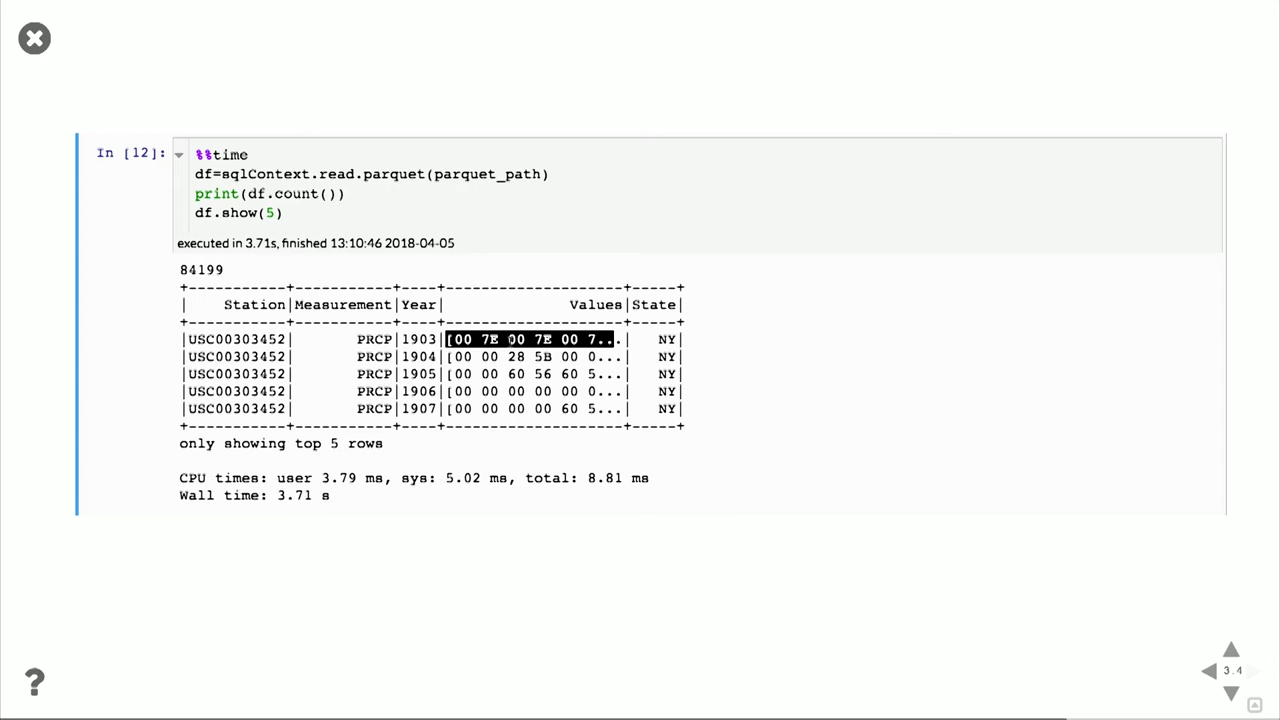 In [12]:
%%time
df=sqlContext.read.parquet(parquet_path)
print(df.count())
df.show(5)
executed in 3.71s, finished 13:10:46 2018-04-05
84199
+------------+-----------+----+--------------------+-----+
|     Station|Measurement|Year|              Values|State|
+------------+-----------+----+--------------------+-----+
|USC00303452|       PRCP|1903|[00 7E 00 7E 00 7...|   NY|
|USC00303452|       PRCP|1904|[00 00 28 5B 00 0...|   NY|
|USC00303452|       PRCP|1905|[00 00 60 56 60 5...|   NY|
|USC00303452|       PRCP|1906|[00 00 00 00 00 0...|   NY|
|USC00303452|       PRCP|1907|[00 00 00 00 60 5...|   NY|
+------------+-----------+----+--------------------+-----+
only showing top 5 rows
CPU times: user 3.79 ms, sys: 5.02 ms, total: 8.81 ms
Wall time: 3.71 s
?
3.4